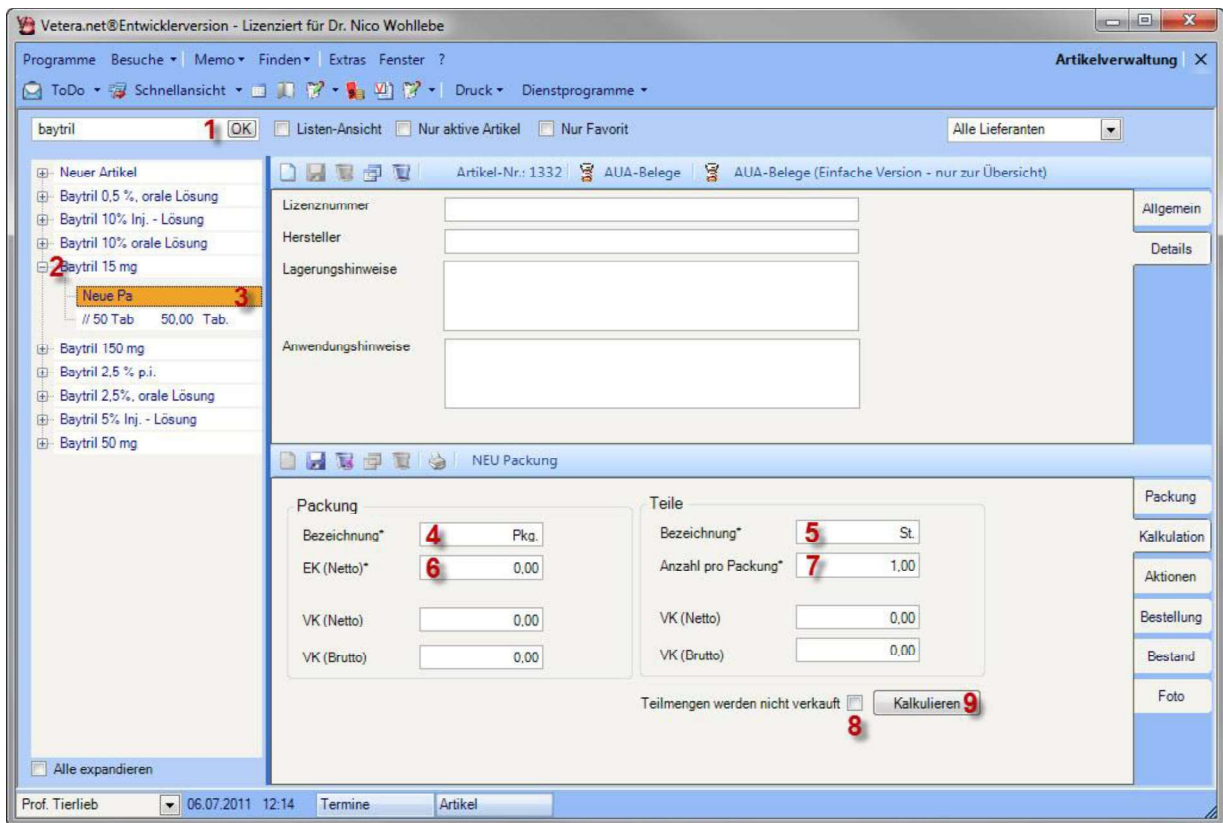 Vetera.net®Entwicklerversion - Lizenziert für Dr. Nico Wohllebe
Programme Besuche Memo Finden Extras Fenster ? Artikelverwaltung X
ToDo Schnellansicht Druck Dienstprogramme
baytril 1 OK Listen-Ansicht Nur aktive Artikel Nur Favorit Alle Lieferanten
Neuer Artikel
Baytril 0,5 %, orale Lösung
Baytril 10% Inj. - Lösung
Baytril 10% orale Lösung
2 Baytril 15 mg
Neue Pa 3
// 50 Tab 50,00 Tab.
Baytril 150 mg
Baytril 2,5 % p.i.
Baytril 2,5%, orale Lösung
Baytril 5% Inj. - Lösung
Baytril 50 mg
Alle expandieren
Artikel-Nr.: 1332 AUA-Belege AUA-Belege (Einfache Version - nur zur Übersicht)
Lizenznummer
Hersteller
Lagerungshinweise
Anwendungshinweise
Allgemein
Details
NEU Packung
Packung
Bezeichnung* 4 Pkg.
EK (Netto)* 6 0,00
VK (Netto) 0,00
VK (Brutto) 0,00
Teile
Bezeichnung* 5 St.
Anzahl pro Packung* 7 1,00
VK (Netto) 0,00
VK (Brutto) 0,00
Teilmengen werden nicht verkauft 8 Kalkulieren 9
Packung
Kalkulation
Aktionen
Bestellung
Bestand
Foto
Prof. Tierlieb 06.07.2011 12:14 Termine Artikel